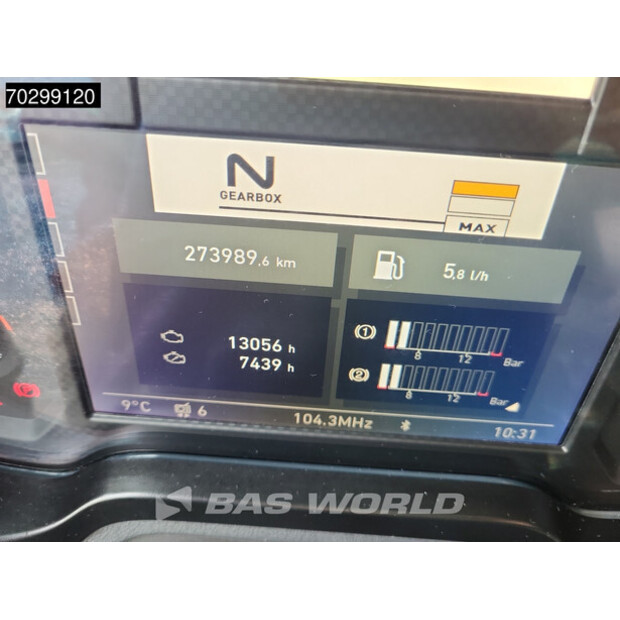 70299120
N
GEARBOX
MAX
273989.6 km
5,8 l/h
13056 h
7439 h
(1)
8 12 Bar
(2)
8 12 Bar
9°C 6 104.3MHz 10:31
BAS WORLD